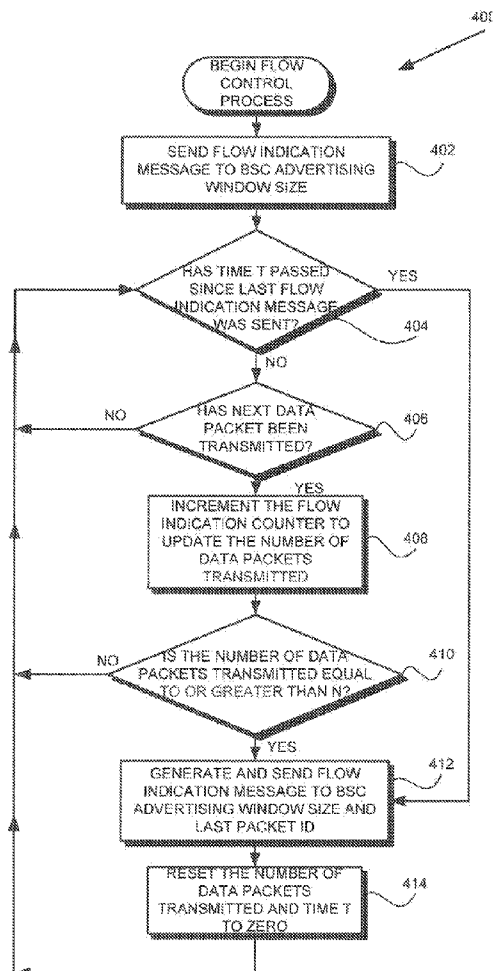 400
BEGIN FLOW
CONTROL
PROCESS
SEND FLOW INDICATION
MESSAGE TO BSC ADVERTISING
WINDOW SIZE
402
HAS TIME T PASSED
SINCE LAST FLOW
INDICATION MESSAGE
WAS SENT?
YES
404
NO
HAS NEXT DATA
PACKET BEEN
TRANSMITTED?
NO
406
YES
INCREMENT THE FLOW
INDICATION COUNTER TO
UPDATE THE NUMBER OF
DATA PACKETS
TRANSMITTED
408
IS THE NUMBER OF DATA
PACKETS TRANSMITTED EQUAL
TO OR GREATER THAN N?
NO
410
YES
GENERATE AND SEND FLOW
INDICATION MESSAGE TO BSC
ADVERTISING WINDOW SIZE AND
LAST PACKET ID
412
RESET THE NUMBER OF
DATA PACKETS
TRANSMITTED AND TIME T
TO ZERO
414